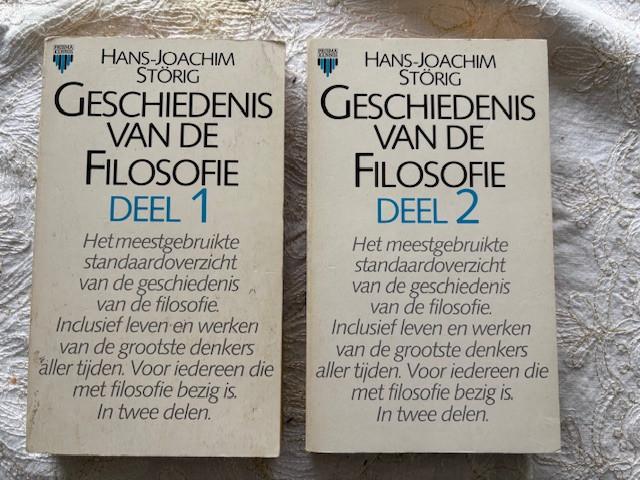 PRISMA
KENNIS
HANS-JOACHIM
STÖRIG
GESCHIEDENIS
VAN DE
FILOSOFIE
DEEL 1
Het meestgebruikte
standaardoverzicht
van de geschiedenis
van de filosofie.
Inclusief leven en werken
van de grootste denkers
aller tijden. Voor iedereen die
met filosofie bezig is.
In twee delen.
PRISMA
KENNIS
HANS-JOACHIM
STÖRIG
GESCHIEDENIS
VAN DE
FILOSOFIE
DEEL 2
Het meestgebruikte
standaardoverzicht
van de geschiedenis
van de filosofie.
Inclusief leven en werken
van de grootste denkers
aller tijden. Voor iedereen die
met filosofie bezig is.
In twee delen.